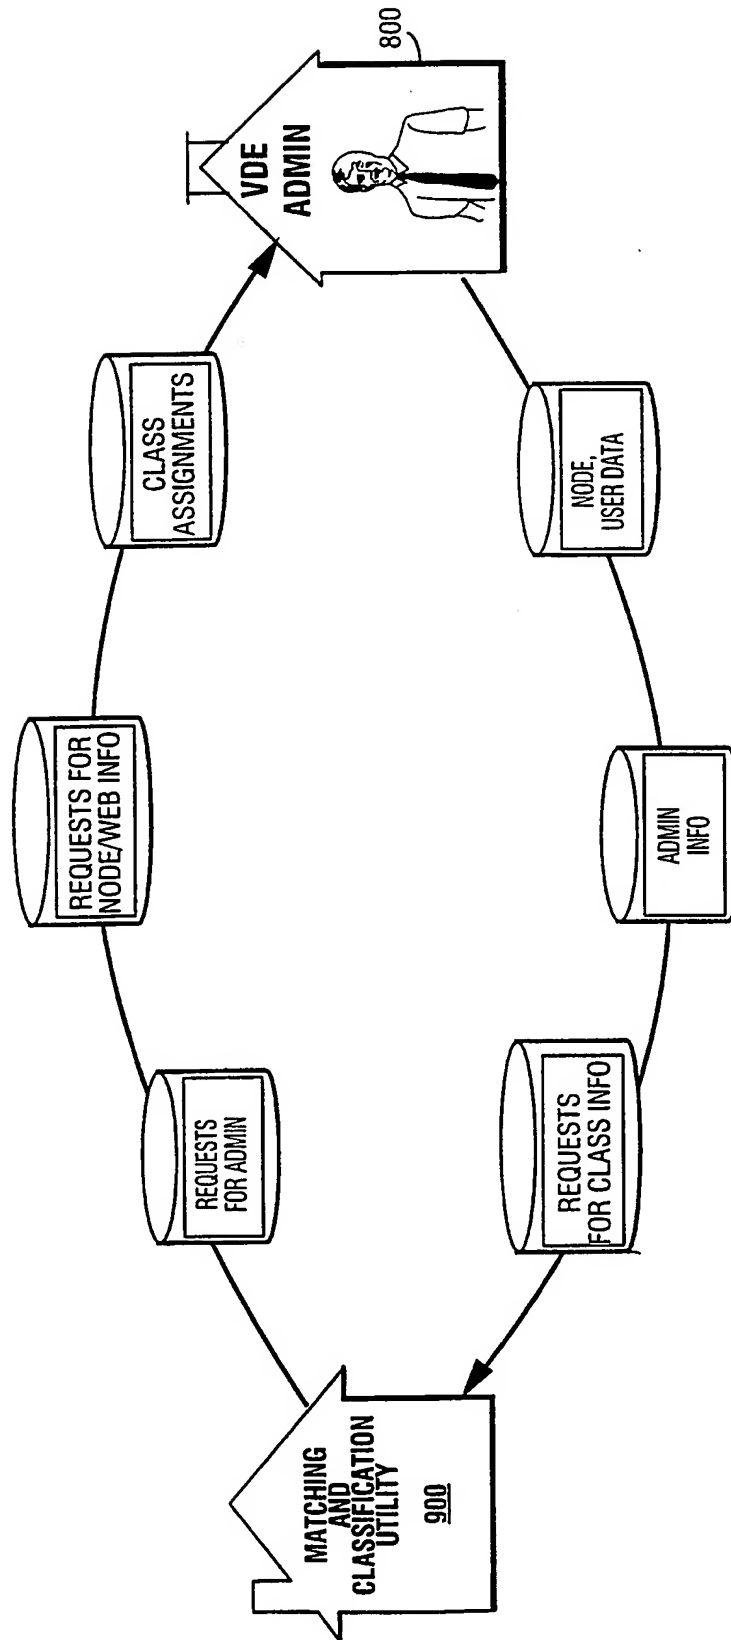 MATCHING
AND
CLASSIFICATION
UTILITY
900
REQUESTS
FOR ADMIN
REQUESTS FOR
NODE/WEB INFO
CLASS
ASSIGNMENTS
VDE
ADMIN
800
NODE,
USER DATA
ADMIN
INFO
REQUESTS
FOR CLASS INFO